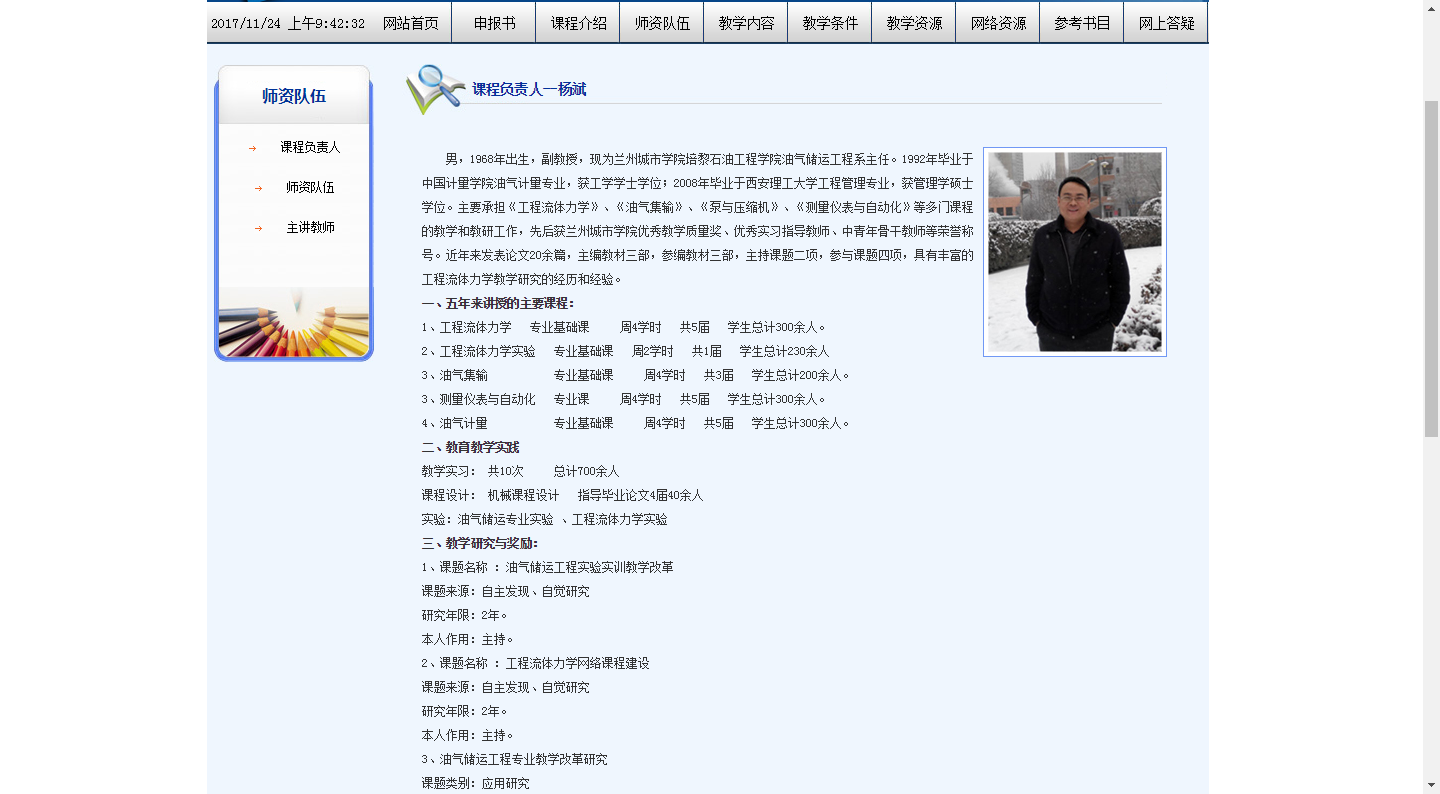 2017/11/24 上午9:42:32 网站首页 申报书 课程介绍 师资队伍 教学内容 教学条件 教学资源 网络资源 参考书目 网上答疑
师资队伍
课程负责人
师资队伍
主讲教师
课程负责人—杨斌
男，1968年出生，副教授，现为兰州城市学院培黎石油工程学院油气储运工程系主任。1992年毕业于
中国计量学院油气计量专业，获工学学士学位；2008年毕业于西安理工大学工程管理专业，获管理学硕士
学位。主要承担《工程流体力学》、《油气集输》、《泵与压缩机》、《测量仪表与自动化》等多门课程
的教学和教研工作，先后获兰州城市学院优秀教学质量奖、优秀实习指导教师、中青年骨干教师等荣誉称
号。近年来发表论文20余篇，主编教材三部，参编教材三部，主持课题二项，参与课题四项，具有丰富的
工程流体力学教学研究的经历和经验。
一、五年来讲授的主要课程：
1、工程流体力学 专业基础课 周4学时 共5届 学生总计300余人。
2、工程流体力学实验 专业基础课 周2学时 共1届 学生总计230余人
3、油气集输 专业基础课 周4学时 共3届 学生总计200余人。
3、测量仪表与自动化 专业课 周4学时 共5届 学生总计300余人。
4、油气计量 专业基础课 周4学时 共5届 学生总计300余人。
二、教育教学实践
教学实习： 共10次 总计700余人
课程设计： 机械课程设计 指导毕业论文4届40余人
实验：油气储运专业实验 、工程流体力学实验
三、教学研究与奖励：
1、课题名称 ：油气储运工程实验实训教学改革
课题来源：自主发现、自觉研究
研究年限：2年。
本人作用：主持。
2、课题名称 ：工程流体力学网络课程建设
课题来源：自主发现、自觉研究
研究年限：2年。
本人作用：主持。
3、油气储运工程专业教学改革研究
课题类别：应用研究